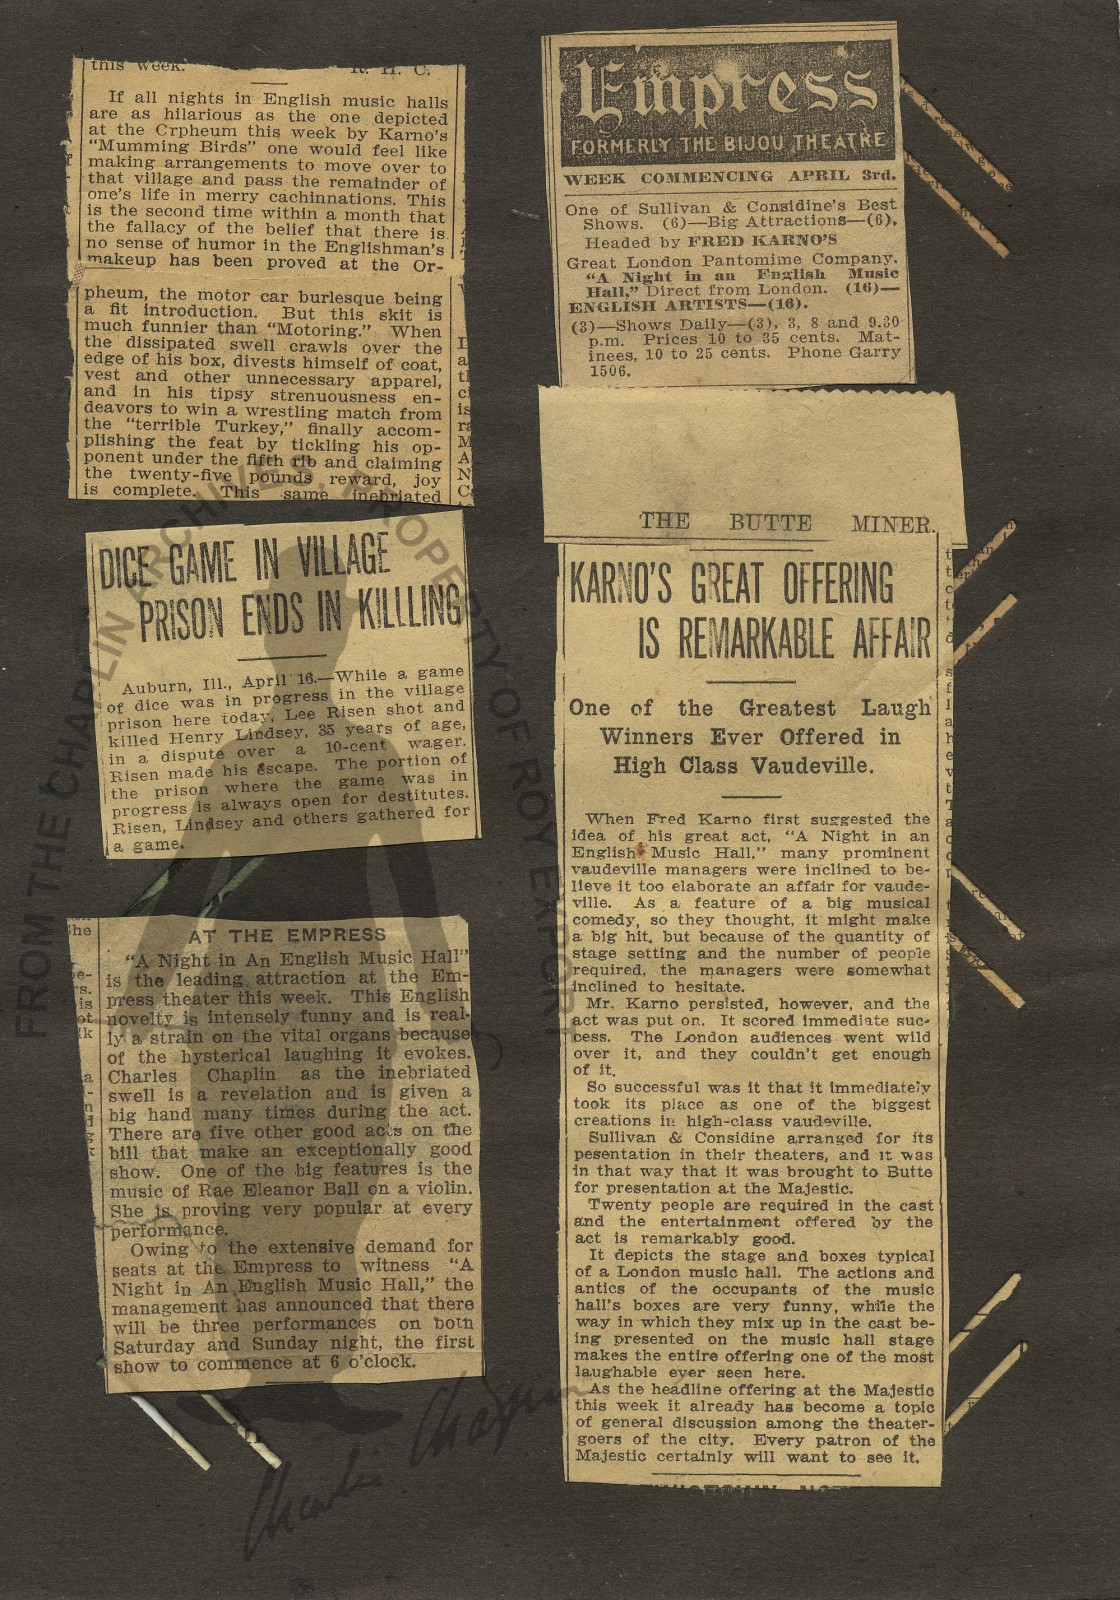 this week. R. H. C.
If all nights in English music halls
are as hilarious as the one depicted
at the Orpheum this week by Karno's
"Mumming Birds" one would feel like
making arrangements to move over to
that village and pass the remainder of
one's life in merry cachinnations. This
is the second time within a month that
the fallacy of the belief that there is
no sense of humor in the Englishman's
makeup has been proved at the Or-
pheum, the motor car burlesque being
a fit introduction. But this skit is
much funnier than "Motoring." When
the dissipated swell crawls over the
edge of his box, divests himself of coat,
vest and other unnecessary apparel,
and in his tipsy strenuousness en-
deavors to win a wrestling match from
the "terrible Turkey," finally accom-
plishing the feat by tickling his op-
ponent under the fifth rib and claiming
the twenty-five pounds reward, joy
is complete. This same inebriated
DICE GAME IN VILLAGE
PRISON ENDS IN KILLLING
Auburn, Ill., April 16.—While a game
of dice was in progress in the village
prison here today, Lee Risen shot and
killed Henry Lindsey, 35 years of age,
in a dispute over a 10-cent wager.
Risen made his escape. The portion of
the prison where the game was in
progress is always open for destitutes.
Risen, Lindsey and others gathered for
a game.
AT THE EMPRESS
"A Night in An English Music Hall"
is the leading attraction at the Em-
press theater this week. This English
novelty is intensely funny and is real-
ly a strain on the vital organs because
of the hysterical laughing it evokes.
Charles Chaplin as the inebriated
swell is a revelation and is given a
big hand many times during the act.
There are five other good acts on the
bill that make an exceptionally good
show. One of the big features is the
music of Rae Eleanor Ball on a violin.
She is proving very popular at every
performance.
Owing to the extensive demand for
seats at the Empress to witness "A
Night in An English Music Hall," the
management has announced that there
will be three performances on both
Saturday and Sunday night, the first
show to commence at 6 o'clock.
Empress
FORMERLY THE BIJOU THEATRE
WEEK COMMENCING APRIL 3rd.
One of Sullivan & Considine's Best
Shows. (6)—Big Attractions—(6),
Headed by FRED KARNO'S
Great London Pantomime Company.
"A Night in an English Music
Hall," Direct from London. (16)—
ENGLISH ARTISTS—(16).
(3)—Shows Daily—(3), 3, 8 and 9.30
p.m. Prices 10 to 35 cents. Mat-
inees, 10 to 25 cents. Phone Garry
1506.
THE BUTTE MINER.
KARNO'S GREAT OFFERING
IS REMARKABLE AFFAIR
One of the Greatest Laugh
Winners Ever Offered in
High Class Vaudeville.
When Fred Karno first suggested the
idea of his great act, "A Night in an
English Music Hall," many prominent
vaudeville managers were inclined to be-
lieve it too elaborate an affair for vaude-
ville. As a feature of a big musical
comedy, so they thought, it might make
a big hit, but because of the quantity of
stage setting and the number of people
required, the managers were somewhat
inclined to hesitate.
Mr. Karno persisted, however, and the
act was put on. It scored immediate suc-
cess. The London audiences went wild
over it, and they couldn't get enough
of it.
So successful was it that it immediately
took its place as one of the biggest
creations in high-class vaudeville.
Sullivan & Considine arranged for its
pesentation in their theaters, and it was
in that way that it was brought to Butte
for presentation at the Majestic.
Twenty people are required in the cast
and the entertainment offered by the
act is remarkably good.
It depicts the stage and boxes typical
of a London music hall. The actions and
antics of the occupants of the music
hall's boxes are very funny, while the
way in which they mix up in the cast be-
ing presented on the music hall stage
makes the entire offering one of the most
laughable ever seen here.
As the headline offering at the Majestic
this week it already has become a topic
of general discussion among the theater-
goers of the city. Every patron of the
Majestic certainly will want to see it.
FROM THE CHAPLIN ARCHIVES, PROPERTY OF ROY EXPORT
Charlie Chaplin